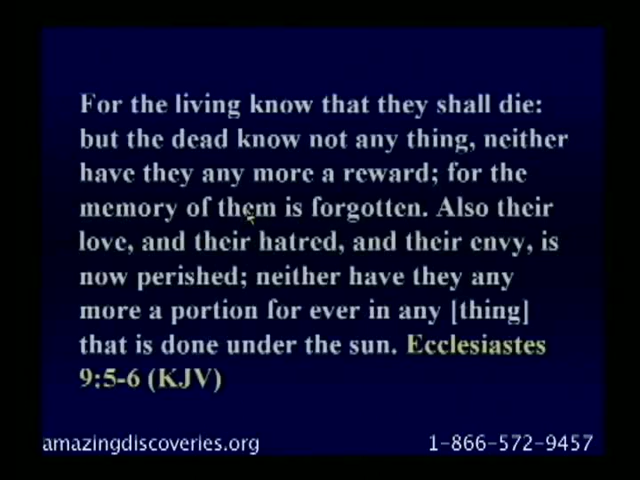 For the living know that they shall die:
but the dead know not any thing, neither
have they any more a reward; for the
memory of them is forgotten. Also their
love, and their hatred, and their envy, is
now perished; neither have they any
more a portion for ever in any [thing]
that is done under the sun. Ecclesiastes
9:5-6 (KJV)
amazingdiscoveries.org 1-866-572-9457